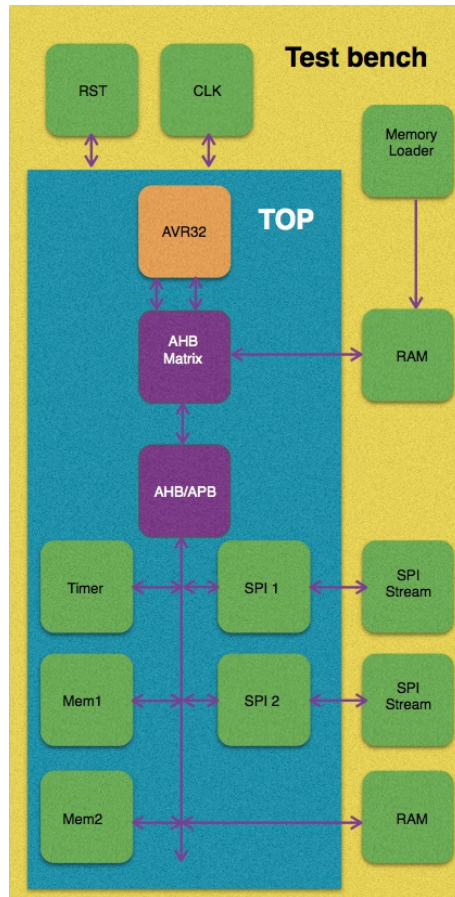 Test bench
RST
CLK
Memory
Loader
TOP
AVR32
AHB
Matrix
RAM
AHB/APB
Timer
SPI 1
SPI
Stream
Mem1
SPI 2
SPI
Stream
Mem2
RAM